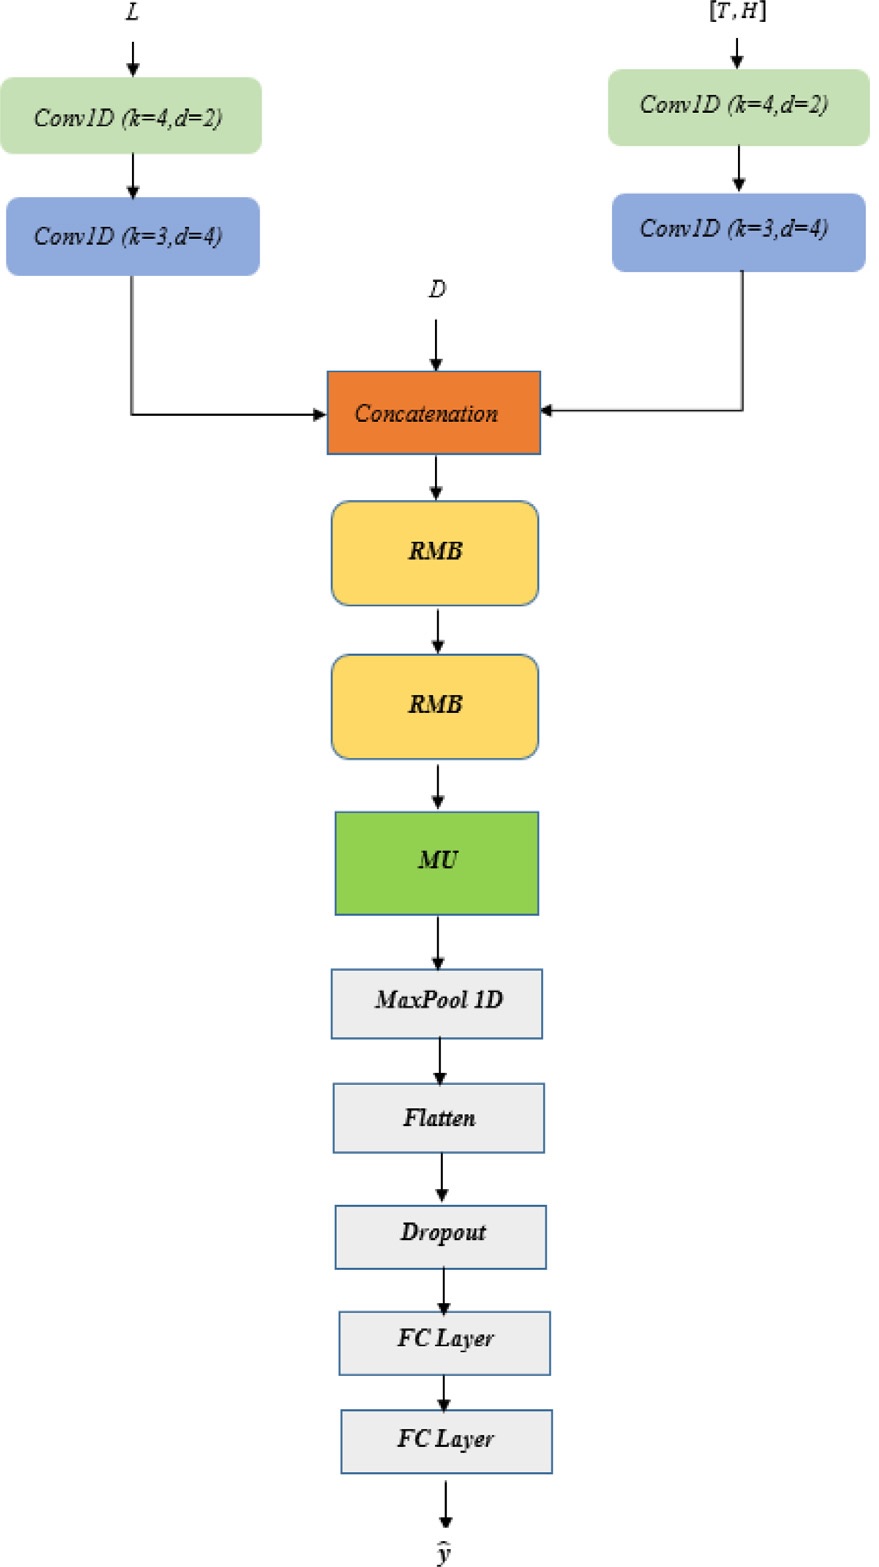 L
[T, H]
Conv1D (k=4,d=2)
Conv1D (k=4,d=2)
Conv1D (k=3,d=4)
Conv1D (k=3,d=4)
D
Concatenation
RMB
RMB
MU
MaxPool 1D
Flatten
Dropout
FC Layer
FC Layer
ŷ